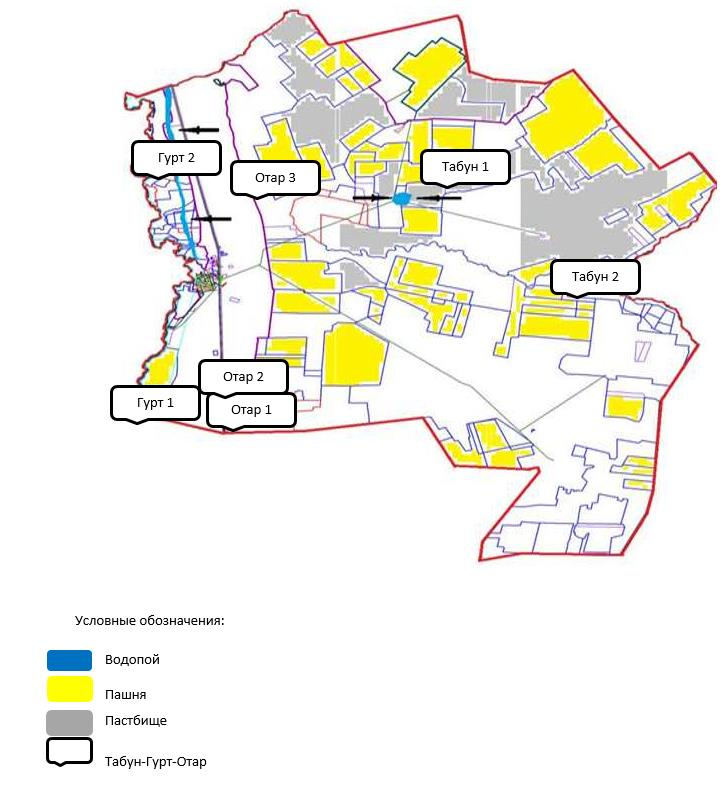 Гурт 2
Табун 1
Отар 3
Табун 2
Отар 2
Гурт 1
Отар 1
Условные обозначения:
Водопой
Пашня
Пастбище
Табун-Гурт-Отар